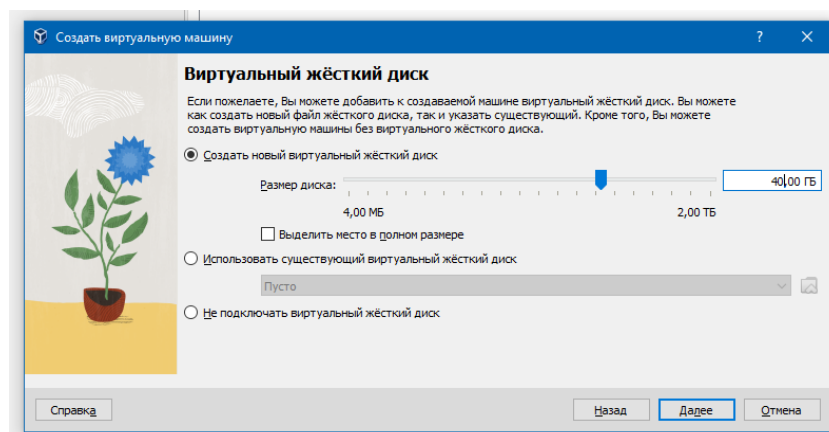 Создать виртуальную машину
Виртуальный жёсткий диск
Если пожелаете, Вы можете добавить к создаваемой машине виртуальный жёсткий диск. Вы можете
как создать новый файл жёсткого диска, так и указать существующий. Кроме того, Вы можете
создать виртуальную машины без виртуального жёсткого диска.
Создать новый виртуальный жёсткий диск
Размер диска: 40,00 ГБ
4,00 МБ 2,00 ТБ
Выделить место в полном размере
Использовать существующий виртуальный жёсткий диск
Пусто
Не подключать виртуальный жёсткий диск
Справка Назад Далее Отмена